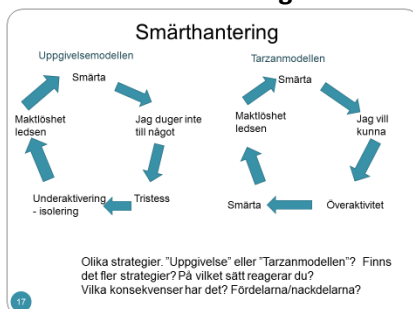 Smärthantering
Uppgivelsemodellen
Smärta
Jag duger inte
till något
Tristess
Underaktivering
- isolering
Maktlöshet
ledsen
Tarzanmodellen
Smärta
Jag vill
kunna
Överaktivitet
Smärta
Maktlöshet
ledsen
Olika strategier. "Uppgivelse" eller "Tarzanmodellen"? Finns
det fler strategier? På vilket sätt reagerar du?
Vilka konsekvenser har det? Fördelarna/nackdelarna?
17